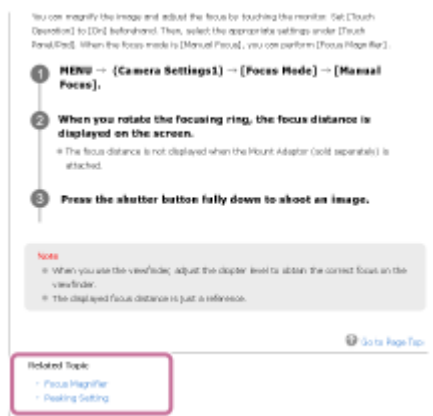 You can magnify the image and adjust the focus by touching the monitor. Set [Touch
Operation] to [On] beforehand. Then, select the appropriate settings under [Touch
Panel/Pad]. When the focus mode is [Manual Focus], you can perform [Focus Magnifier].
1 MENU → (Camera Settings1) → [Focus Mode] → [Manual
Focus].
2 When you rotate the focusing ring, the focus distance is
displayed on the screen.
The focus distance is not displayed when the Mount Adaptor (sold separately) is
attached.
3 Press the shutter button fully down to shoot an image.
Note
When you use the viewfinder, adjust the diopter level to obtain the correct focus on the
viewfinder.
The displayed focus distance is just a reference.
Go to Page Top
Related Topic
Focus Magnifier
Peaking Setting